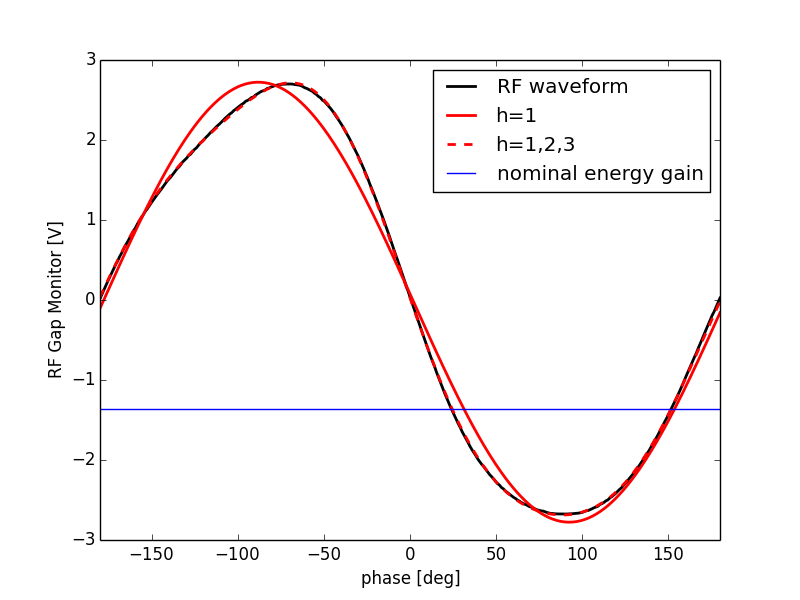 3
2
1
0
−1
−2
−3
RF Gap Monitor [V]
RF waveform
h=1
h=1,2,3
nominal energy gain
−150 −100 −50 0 50 100 150
phase [deg]